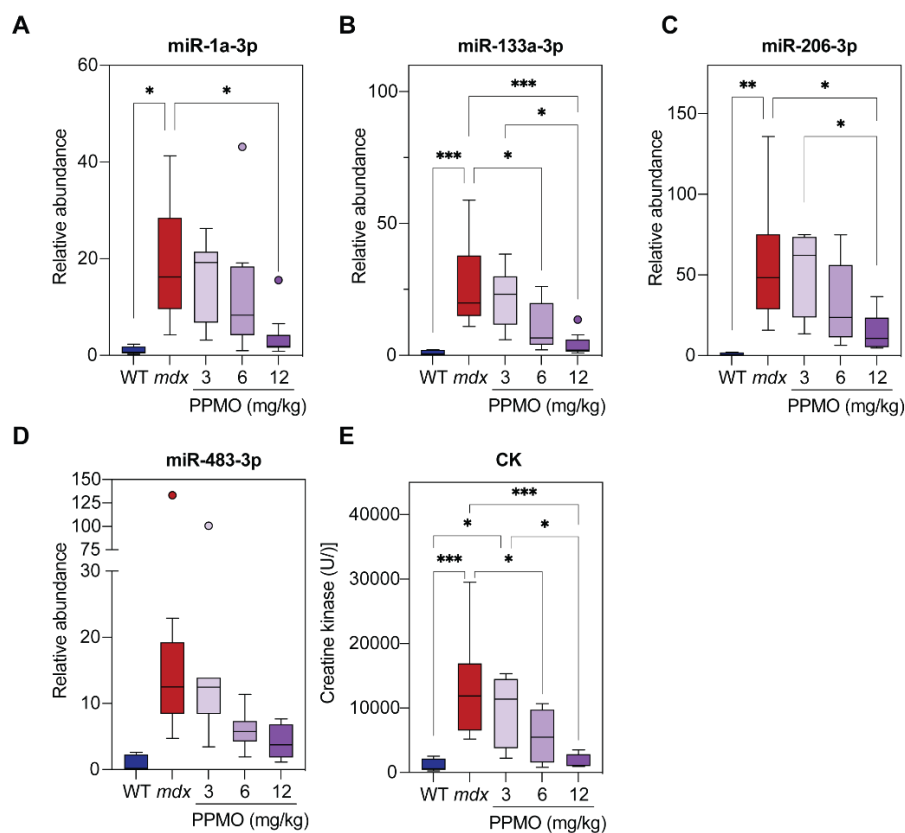 A
miR-1a-3p
Relative abundance
60
40
20
0
*
*
WT mdx 3 6 12
PPMO (mg/kg)
B
miR-133a-3p
Relative abundance
100
50
0
***
*
***
*
WT mdx 3 6 12
PPMO (mg/kg)
C
miR-206-3p
Relative abundance
150
100
50
0
**
*
*
WT mdx 3 6 12
PPMO (mg/kg)
D
miR-483-3p
Relative abundance
150
125
100
75
30
20
10
0
WT mdx 3 6 12
PPMO (mg/kg)
E
CK
Creatine kinase (U/)]
40000
30000
20000
10000
0
***
*
*
***
*
WT mdx 3 6 12
PPMO (mg/kg)